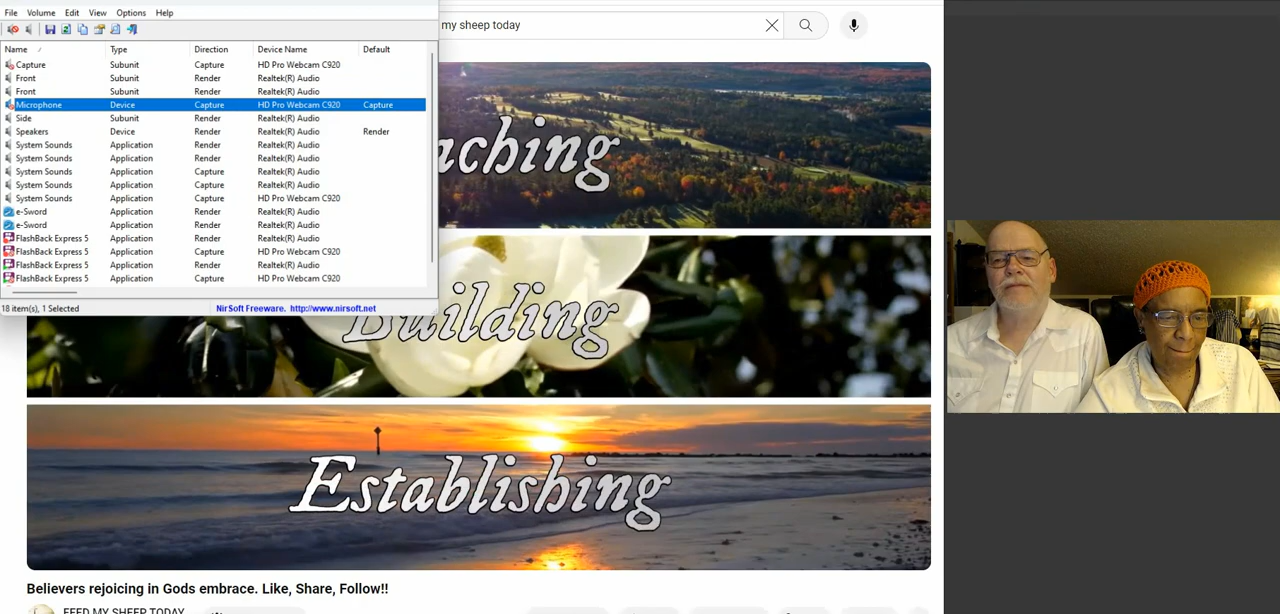 File Volume Edit View Options Help
my sheep today
Name Type Direction Device Name Default
Capture Subunit Capture HD Pro Webcam C920
Front Subunit Render Realtek(R) Audio
Front Subunit Render Realtek(R) Audio
Microphone Device Capture HD Pro Webcam C920 Capture
Side Subunit Render Realtek(R) Audio
Speakers Device Render Realtek(R) Audio Render
System Sounds Application Render Realtek(R) Audio
System Sounds Application Render Realtek(R) Audio
System Sounds Application Capture Realtek(R) Audio
System Sounds Application Render Realtek(R) Audio
System Sounds Application Capture HD Pro Webcam C920
e-Sword Application Render Realtek(R) Audio
e-Sword Application Render Realtek(R) Audio
FlashBack Express 5 Application Render Realtek(R) Audio
FlashBack Express 5 Application Capture HD Pro Webcam C920
FlashBack Express 5 Application Render Realtek(R) Audio
FlashBack Express 5 Application Capture HD Pro Webcam C920
18 item(s), 1 Selected NirSoft Freeware. http://www.nirsoft.net
aching
Building
Establishing
Believers rejoicing in Gods embrace. Like, Share, Follow!!
FEED MY SHEEP TODAY